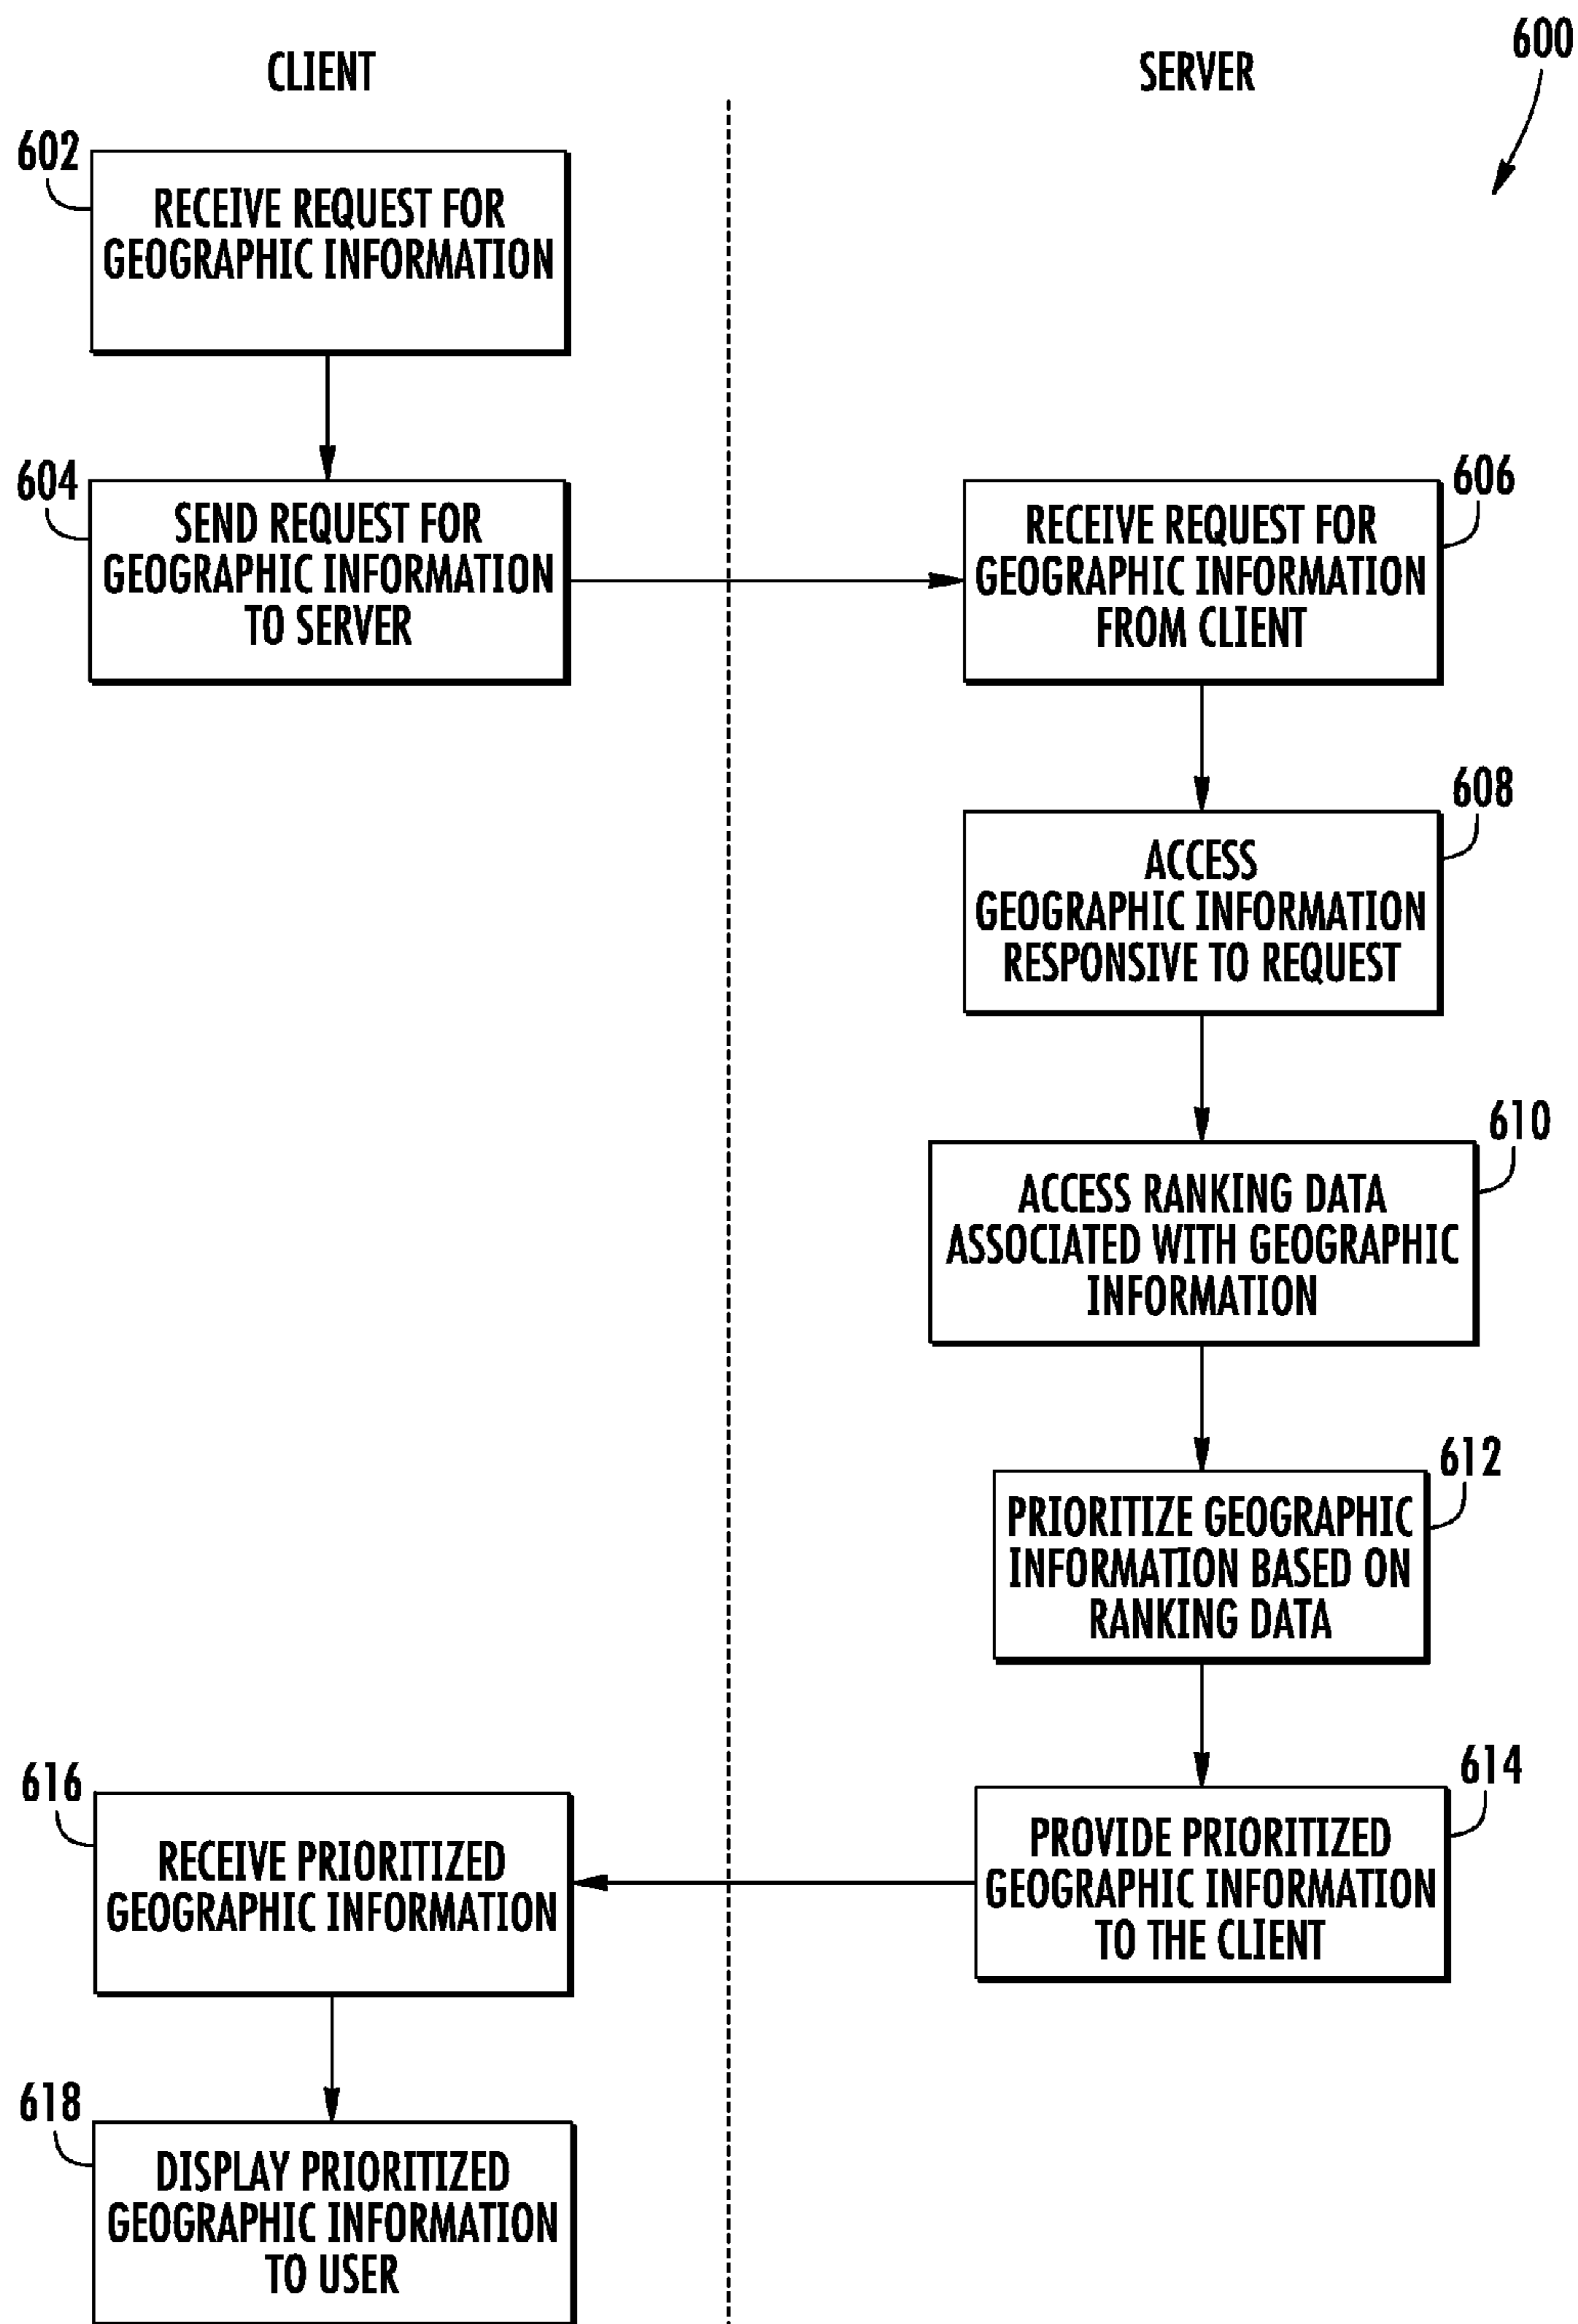 600
CLIENT
SERVER
602
RECEIVE REQUEST FOR
GEOGRAPHIC INFORMATION
604
SEND REQUEST FOR
GEOGRAPHIC INFORMATION
TO SERVER
606
RECEIVE REQUEST FOR
GEOGRAPHIC INFORMATION
FROM CLIENT
608
ACCESS
GEOGRAPHIC INFORMATION
RESPONSIVE TO REQUEST
610
ACCESS RANKING DATA
ASSOCIATED WITH GEOGRAPHIC
INFORMATION
612
PRIORITIZE GEOGRAPHIC
INFORMATION BASED ON
RANKING DATA
614
PROVIDE PRIORITIZED
GEOGRAPHIC INFORMATION
TO THE CLIENT
616
RECEIVE PRIORITIZED
GEOGRAPHIC INFORMATION
618
DISPLAY PRIORITIZED
GEOGRAPHIC INFORMATION
TO USER